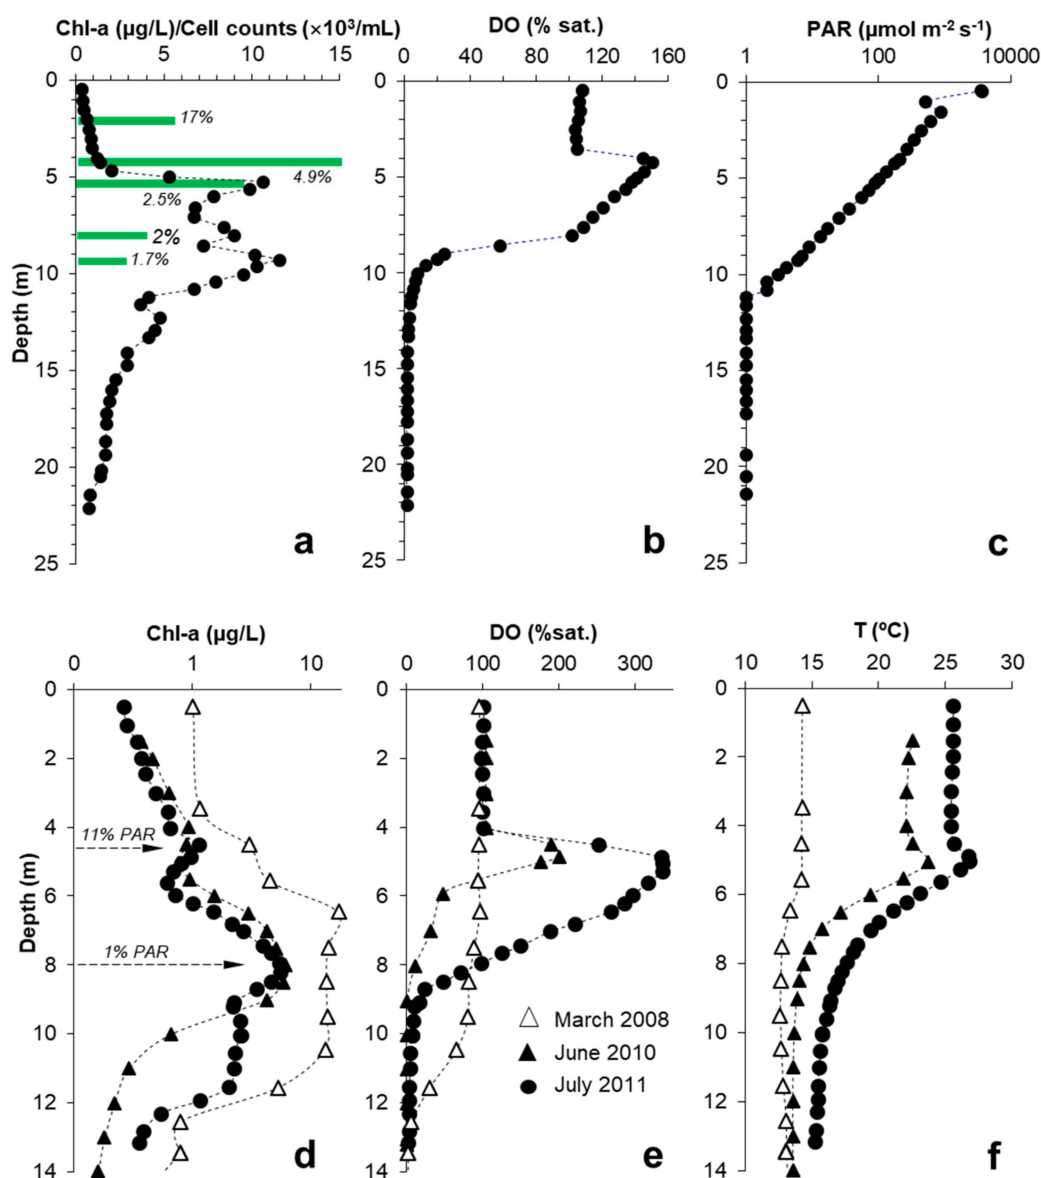 Chl-a (µg/L)/Cell counts (×10³/mL)
0 5 10 15
DO (% sat.)
0 40 80 120 160
PAR (µmol m⁻² s⁻¹)
1 100 10000
0
5
10
15
20
25
Depth (m)
17%
4.9%
2.5%
2%
1.7%
a
0
5
10
15
20
25
b
0
5
10
15
20
25
c
Chl-a (µg/L)
0 1 10
DO (%sat.)
0 100 200 300
T (ºC)
10 15 20 25 30
0
2
4
6
8
10
12
14
Depth (m)
11% PAR
1% PAR
d
0
2
4
6
8
10
12
14
March 2008
June 2010
July 2011
e
0
2
4
6
8
10
12
14
f